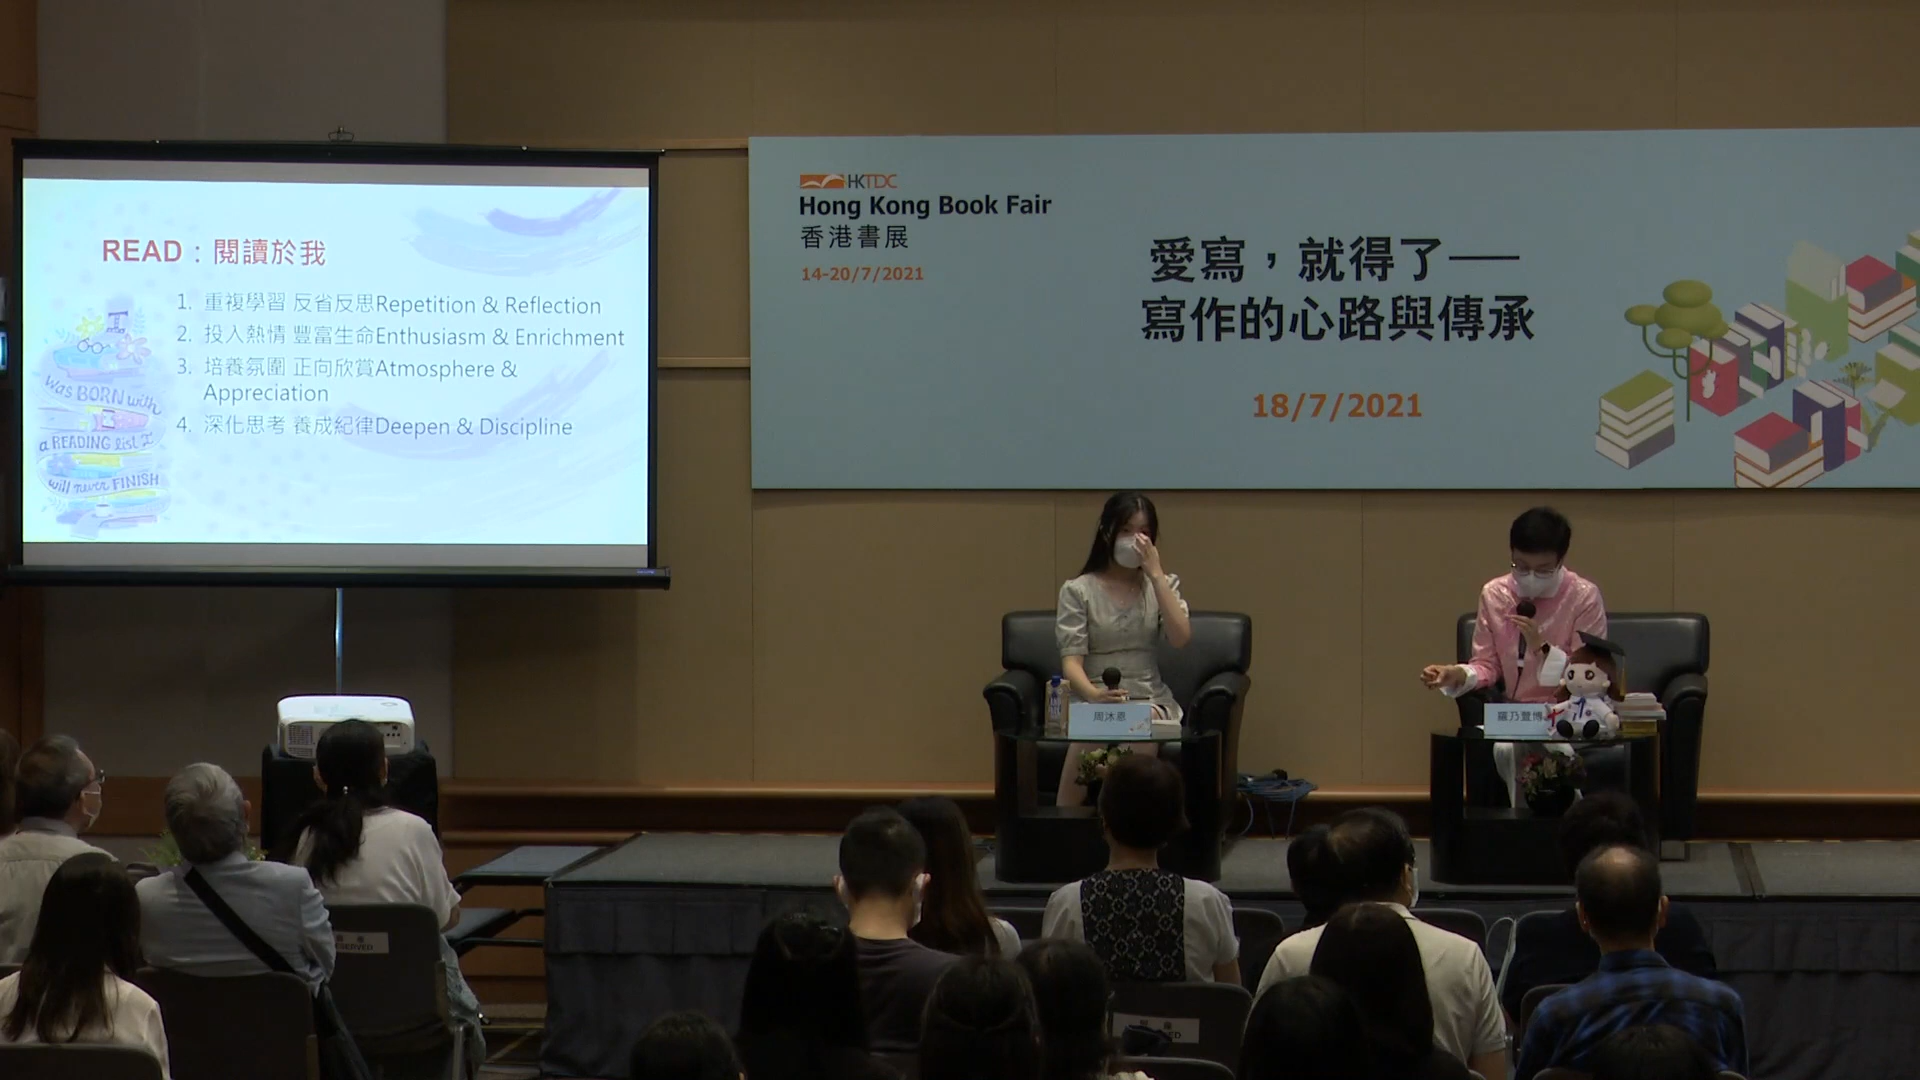 READ：閱讀於我
1. 重複學習 反省反思Repetition & Reflection
2. 投入熱情 豐富生命Enthusiasm & Enrichment
3. 培養氛圍 正向欣賞Atmosphere &
Appreciation
4. 深化思考 養成紀律Deepen & Discipline
Was BORN with
a READING list I
will never FINISH
HKTDC
Hong Kong Book Fair
香港書展
14-20/7/2021
愛寫，就得了——
寫作的心路與傳承
18/7/2021
周沐恩
羅乃萱博
RESERVED